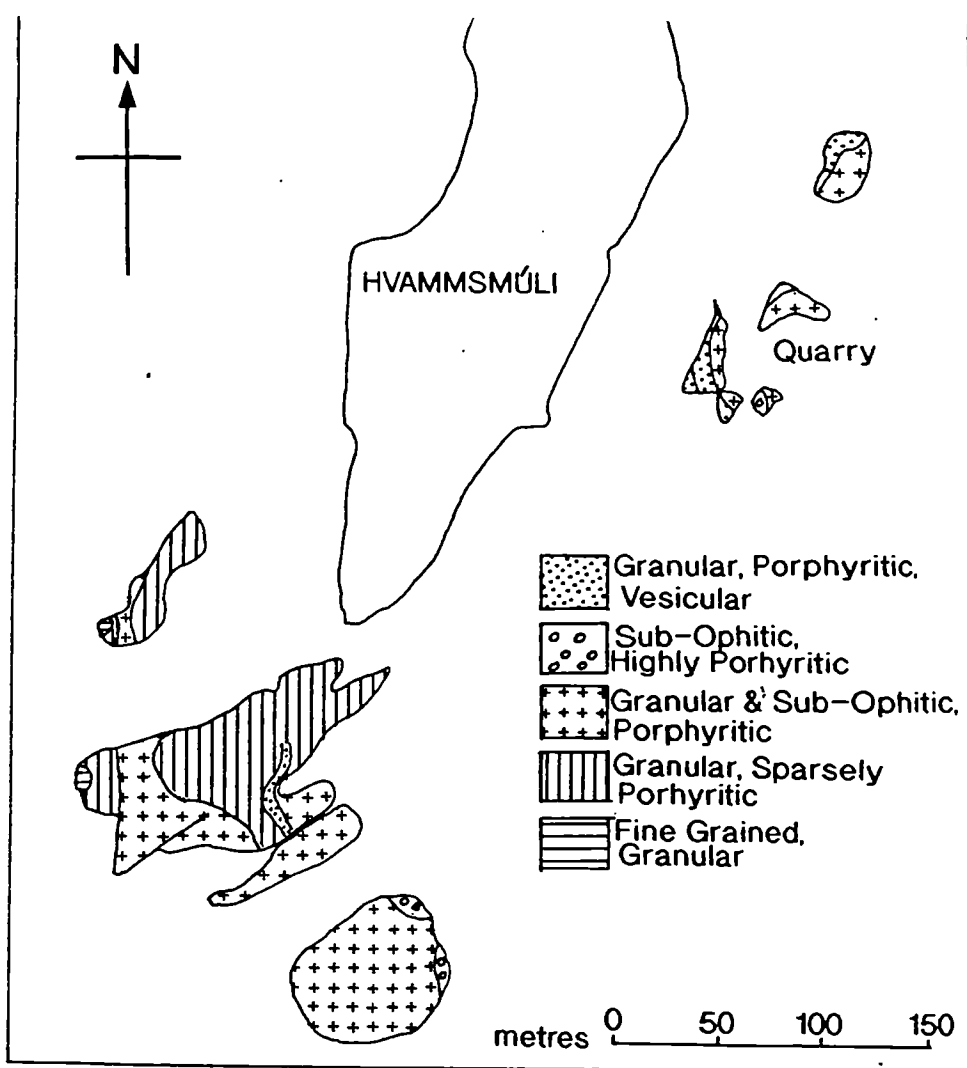 N
HVAMMSMÚLI
Quarry
Granular, Porphyritic,
Vesicular
Sub-Ophitic,
Highly Porhyritic
Granular & Sub-Ophitic,
Porphyritic
Granular, Sparsely
Porhyritic
Fine Grained,
Granular
metres 0 50 100 150